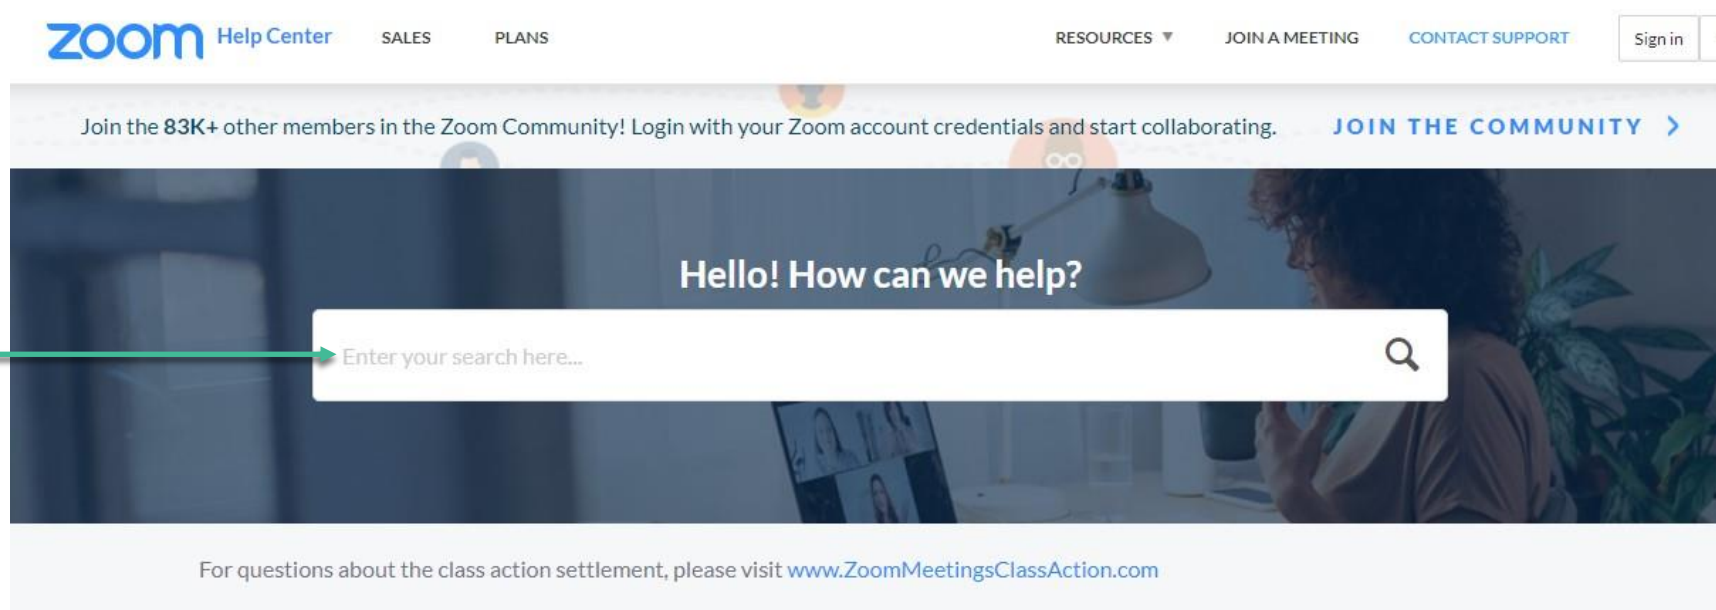 zoom Help Center SALES PLANS RESOURCES ▼ JOIN A MEETING CONTACT SUPPORT Sign in
Join the 83K+ other members in the Zoom Community! Login with your Zoom account credentials and start collaborating. JOIN THE COMMUNITY >
Hello! How can we help?
Enter your search here...
For questions about the class action settlement, please visit www.ZoomMeetingsClassAction.com